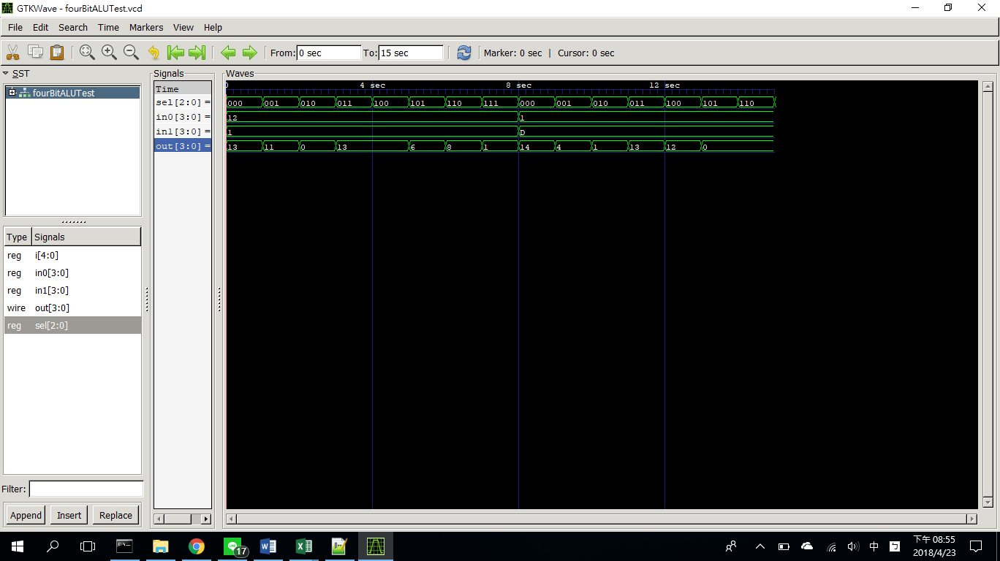 GTKWave - fourBitALUTest.vcd
File Edit Search Time Markers View Help
From: 0 sec To: 15 sec Marker: 0 sec | Cursor: 0 sec
SST
fourBitALUTest
Type Signals
reg i[4:0]
reg in0[3:0]
reg in1[3:0]
wire out[3:0]
reg sel[2:0]
Filter:
Append Insert Replace
Signals
Time
sel[2:0] =
in0[3:0] =
in1[3:0] =
out[3:0] =
Waves
0 4 sec 8 sec 12 sec
000 001 010 011 100 101 110 111 000 001 010 011 100 101 110
12 1
1 D
13 11 0 13 6 8 1 14 4 1 13 12 0
17
中
下午 08:55
2018/4/23